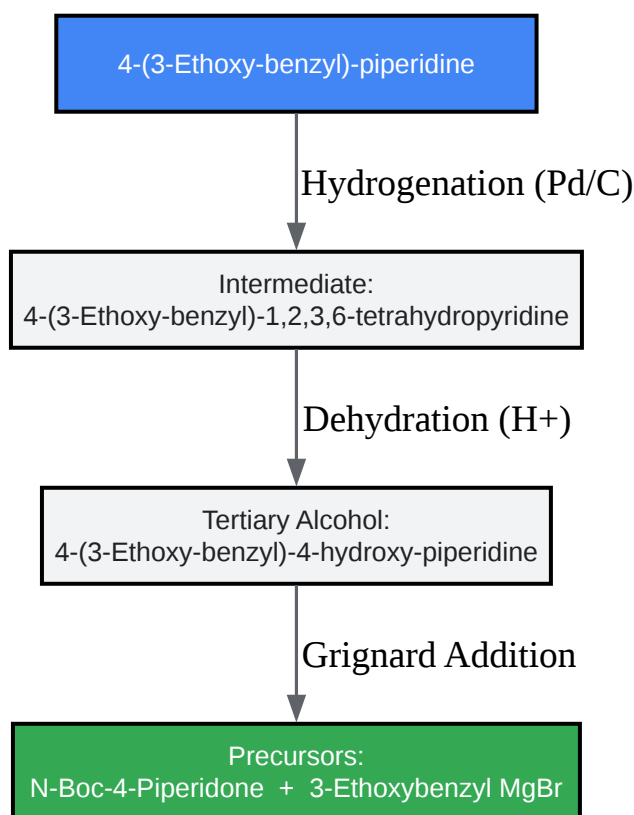 4-(3-Ethoxy-benzyl)-piperidine
Hydrogenation (Pd/C)
Intermediate:
4-(3-Ethoxy-benzyl)-1,2,3,6-tetrahydropyridine
Dehydration (H+)
Tertiary Alcohol:
4-(3-Ethoxy-benzyl)-4-hydroxy-piperidine
Grignard Addition
Precursors:
N-Boc-4-Piperidone + 3-Ethoxybenzyl MgBr